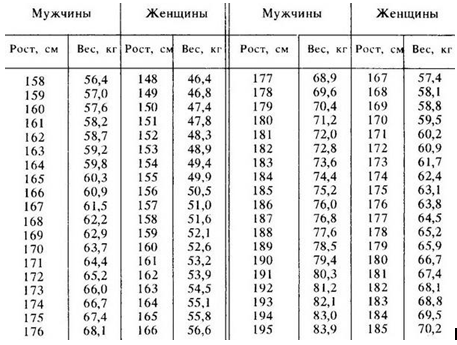 Мужчины Женщины Мужчины Женщины
Рост, см Вес, кг Рост, см Вес, кг Рост, см Вес, кг Рост, см Вес, кг
158 56,4 148 46,4 177 68,9 167 57,4
159 57,0 149 46,8 178 69,6 168 58,1
160 57,6 150 47,4 179 70,4 169 58,8
161 58,2 151 47,8 180 71,2 170 59,5
162 58,7 152 48,3 181 72,0 171 60,2
163 59,2 153 48,9 182 72,8 172 60,9
164 59,8 154 49,4 183 73,6 173 61,7
165 60,3 155 49,9 184 74,4 174 62,4
166 60,9 156 50,5 185 75,2 175 63,1
167 61,5 157 51,0 186 76,0 176 63,8
168 62,2 158 51,6 187 76,8 177 64,5
169 62,9 159 52,1 188 77,6 178 65,2
170 63,7 160 52,6 189 78,5 179 65,9
171 64,4 161 53,2 190 79,4 180 66,7
172 65,2 162 53,9 191 80,3 181 67,4
173 66,0 163 54,5 192 81,2 182 68,1
174 66,7 164 55,1 193 82,1 183 68,8
175 67,4 165 55,8 194 83,0 184 69,5
176 68,1 166 56,6 195 83,9 185 70,2